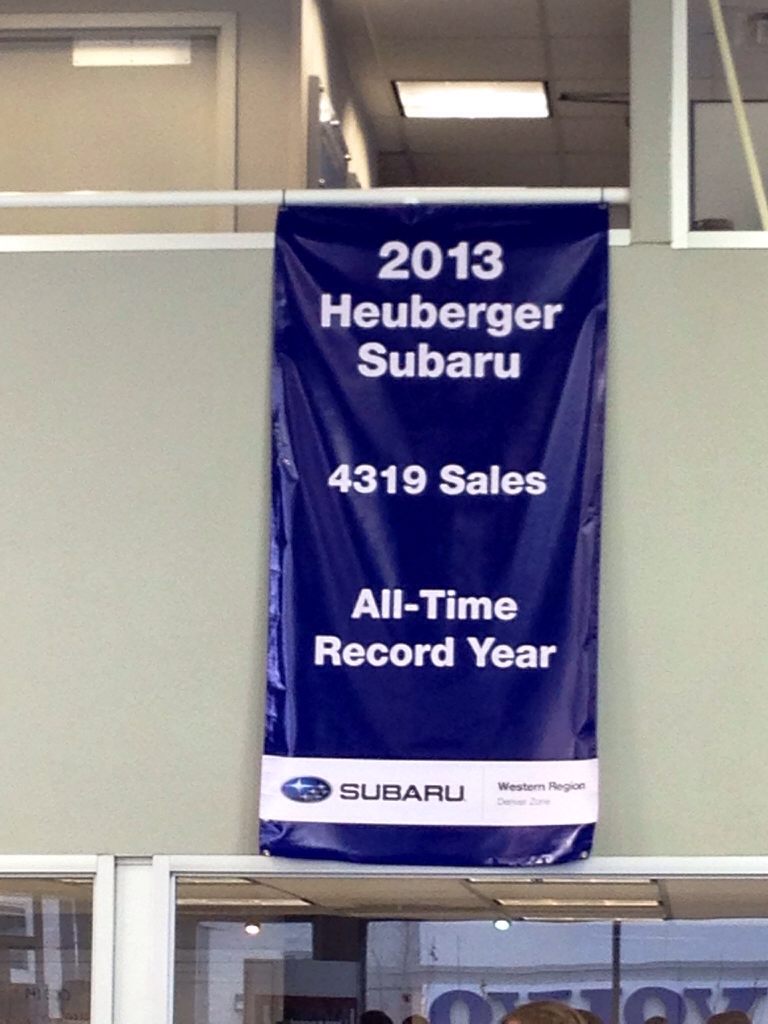 2013
Heuberger
Subaru
4319 Sales
All-Time
Record Year
SUBARU
Western Region
Denver Zone